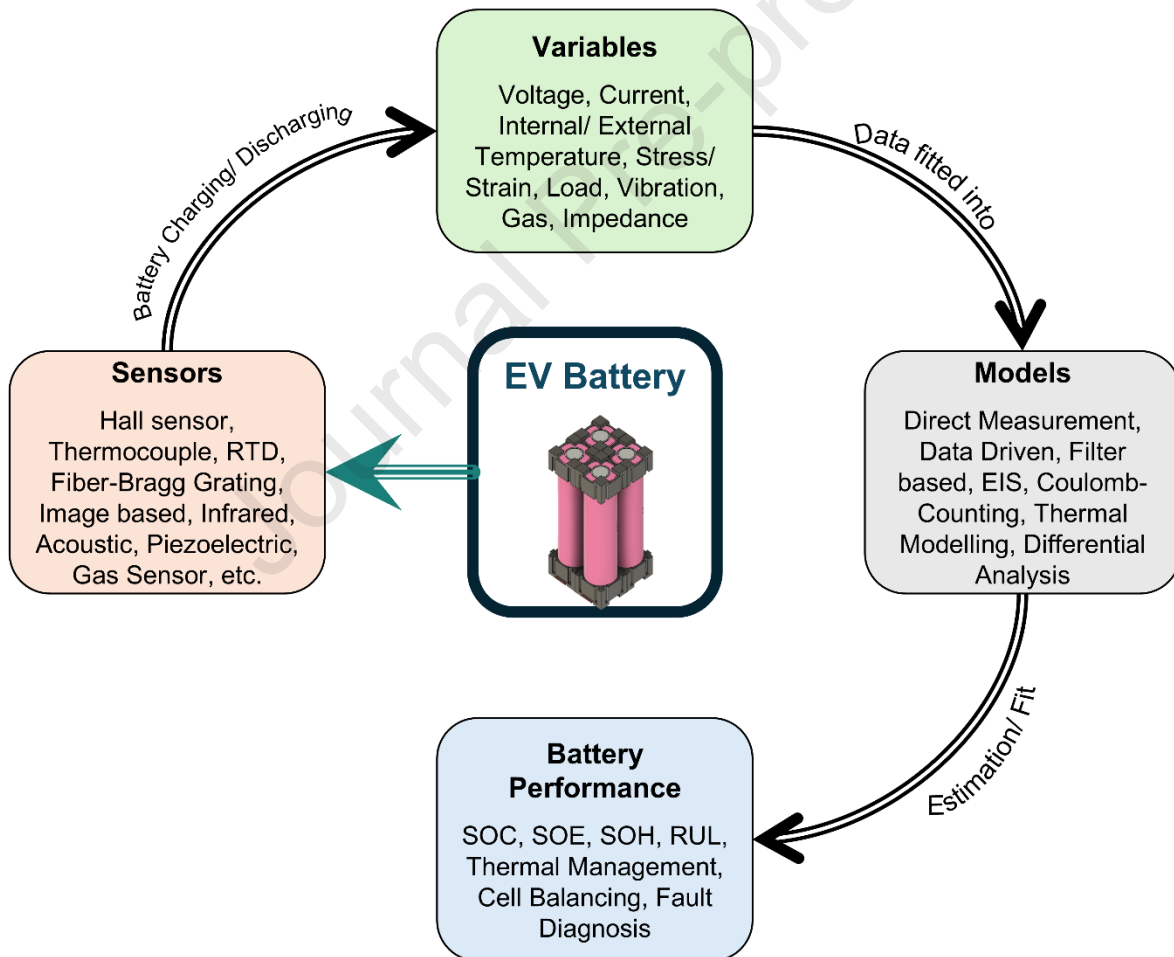 Variables
Voltage, Current,
Internal/ External
Temperature, Stress/
Strain, Load, Vibration,
Gas, Impedance
Battery Charging/ Discharging
Data fitted into
Sensors
Hall sensor,
Thermocouple, RTD,
Fiber-Bragg Grating,
Image based, Infrared,
Acoustic, Piezoelectric,
Gas Sensor, etc.
EV Battery
Models
Direct Measurement,
Data Driven, Filter
based, EIS, Coulomb-
Counting, Thermal
Modelling, Differential
Analysis
Estimation/ Fit
Battery
Performance
SOC, SOE, SOH, RUL,
Thermal Management,
Cell Balancing, Fault
Diagnosis
Journal Pre-pr